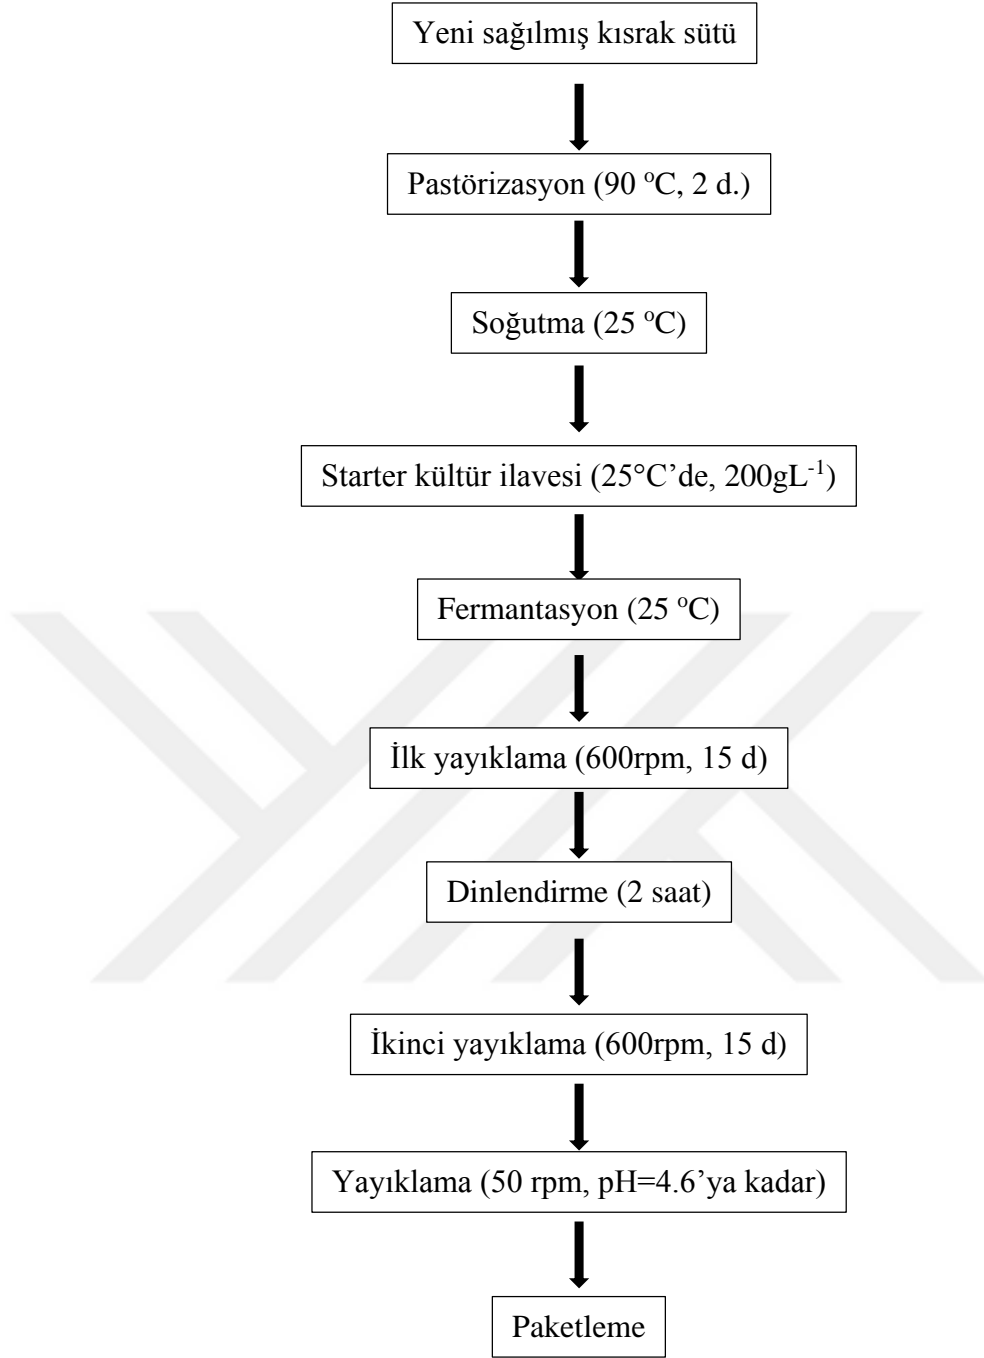 Yeni sağılmış kısrak sütü
Pastörizasyon (90 ºC, 2 d.)
Soğutma (25 ºC)
Starter kültür ilavesi (25°C’de, 200gL⁻¹)
Fermantasyon (25 ºC)
İlk yayıklama (600rpm, 15 d)
Dinlendirme (2 saat)
İkinci yayıklama (600rpm, 15 d)
Yayıklama (50 rpm, pH=4.6’ya kadar)
Paketleme